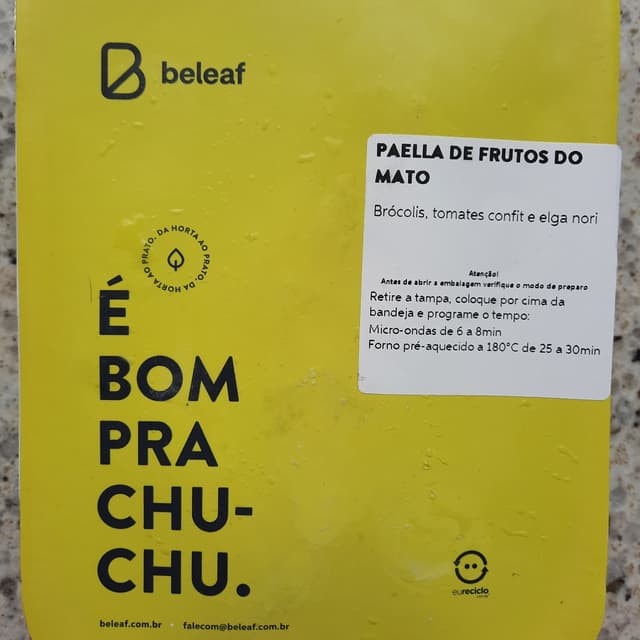 beleaf
PAELLA DE FRUTOS DO
MATO
Brócolis, tomates confit e elga nori
Atenção!
Antes de abrir a embalagem verifique o modo de preparo
Retire a tampa, coloque por cima da
bandeja e programe o tempo:
Micro-ondas de 6 a 8min
Forno pré-aquecido a 180°C de 25 a 30min
DA HORTA AO PRATO. DA HORTA AO PRATO.
É
BOM
PRA
CHU-
CHU.
eureciclo
beleaf.com.br • falecom@beleaf.com.br